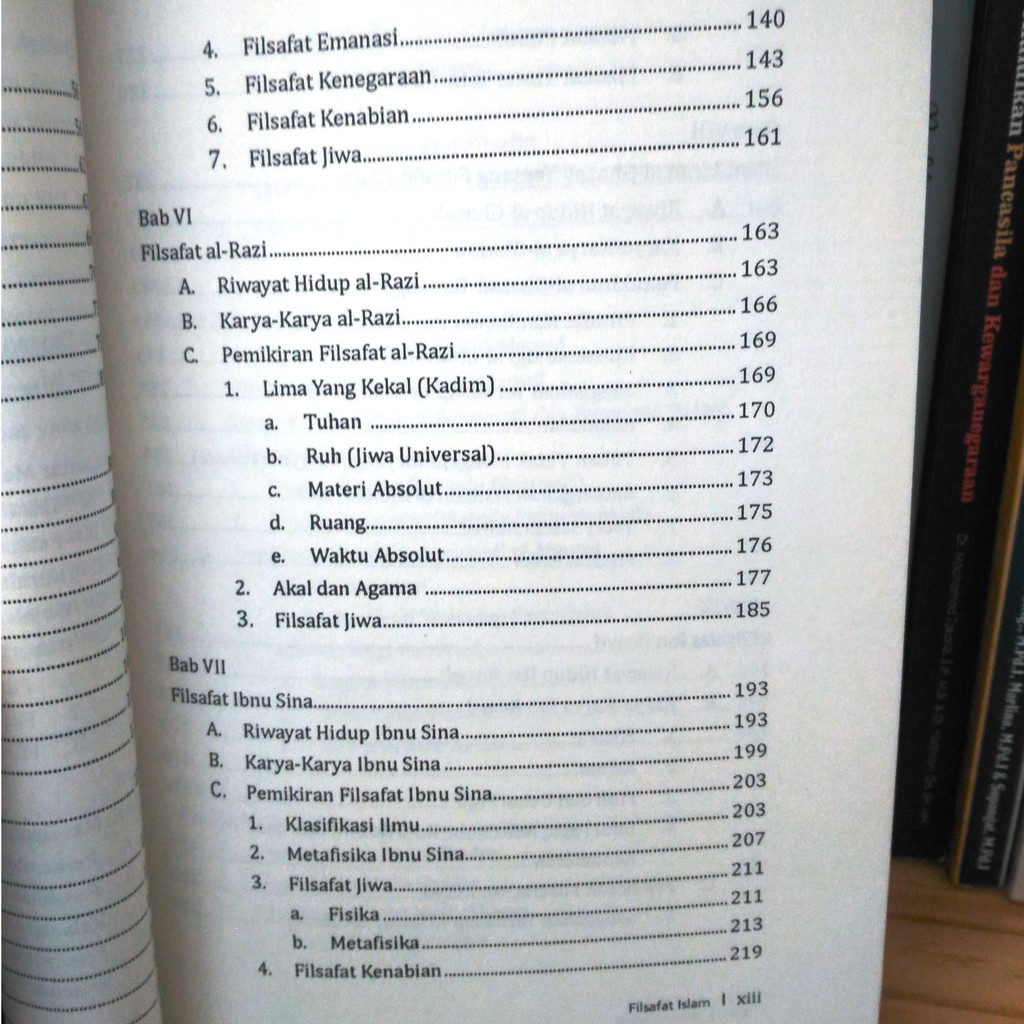 4. Filsafat Emanasi 140
5. Filsafat Kenegaraan 143
6. Filsafat Kenabian 156
7. Filsafat Jiwa 161
Bab VI
Filsafat al-Razi 163
A. Riwayat Hidup al-Razi 163
B. Karya-Karya al-Razi 166
C. Pemikiran Filsafat al-Razi 169
1. Lima Yang Kekal (Kadim) 169
a. Tuhan 170
b. Ruh (Jiwa Universal) 172
c. Materi Absolut 173
d. Ruang 175
e. Waktu Absolut 176
2. Akal dan Agama 177
3. Filsafat Jiwa 185
Bab VII
Filsafat Ibnu Sina 193
A. Riwayat Hidup Ibnu Sina 193
B. Karya-Karya Ibnu Sina 199
C. Pemikiran Filsafat Ibnu Sina 203
1. Klasifikasi Ilmu 203
2. Metafisika Ibnu Sina 207
3. Filsafat Jiwa 211
a. Fisika 211
b. Metafisika 213
4. Filsafat Kenabian 219
Filsafat Islam | xiii
Pancasila dan Kewarganegaraan